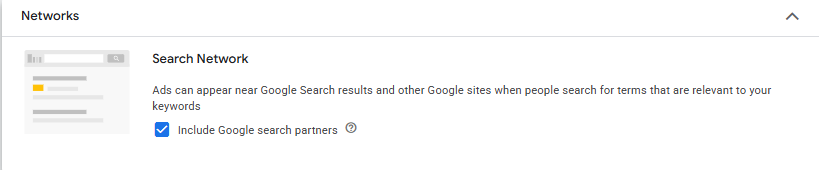 Networks
Search Network
Ads can appear near Google Search results and other Google sites when people search for terms that are relevant to your
keywords
Include Google search partners